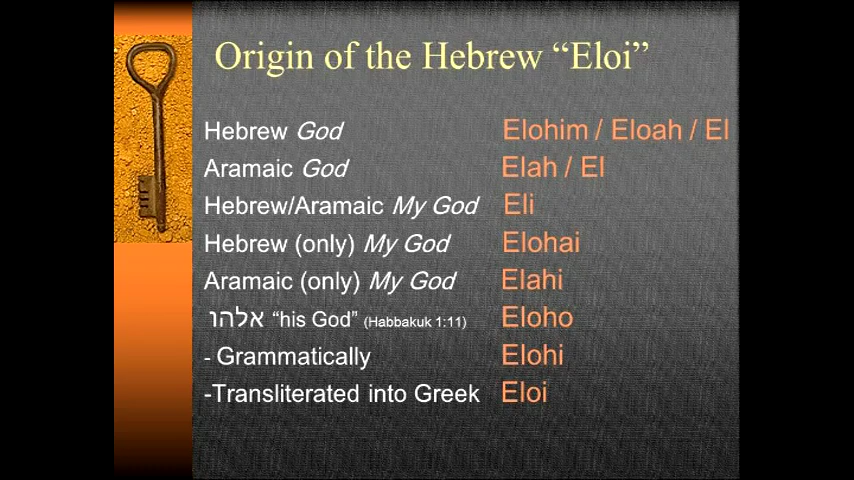 Origin of the Hebrew “Eloi”
Hebrew God Elohim / Eloah / El
Aramaic God Elah / El
Hebrew/Aramaic My God Eli
Hebrew (only) My God Elohai
Aramaic (only) My God Elahi
אלהו “his God” (Habbakuk 1:11) Eloho
- Grammatically Elohi
-Transliterated into Greek Eloi